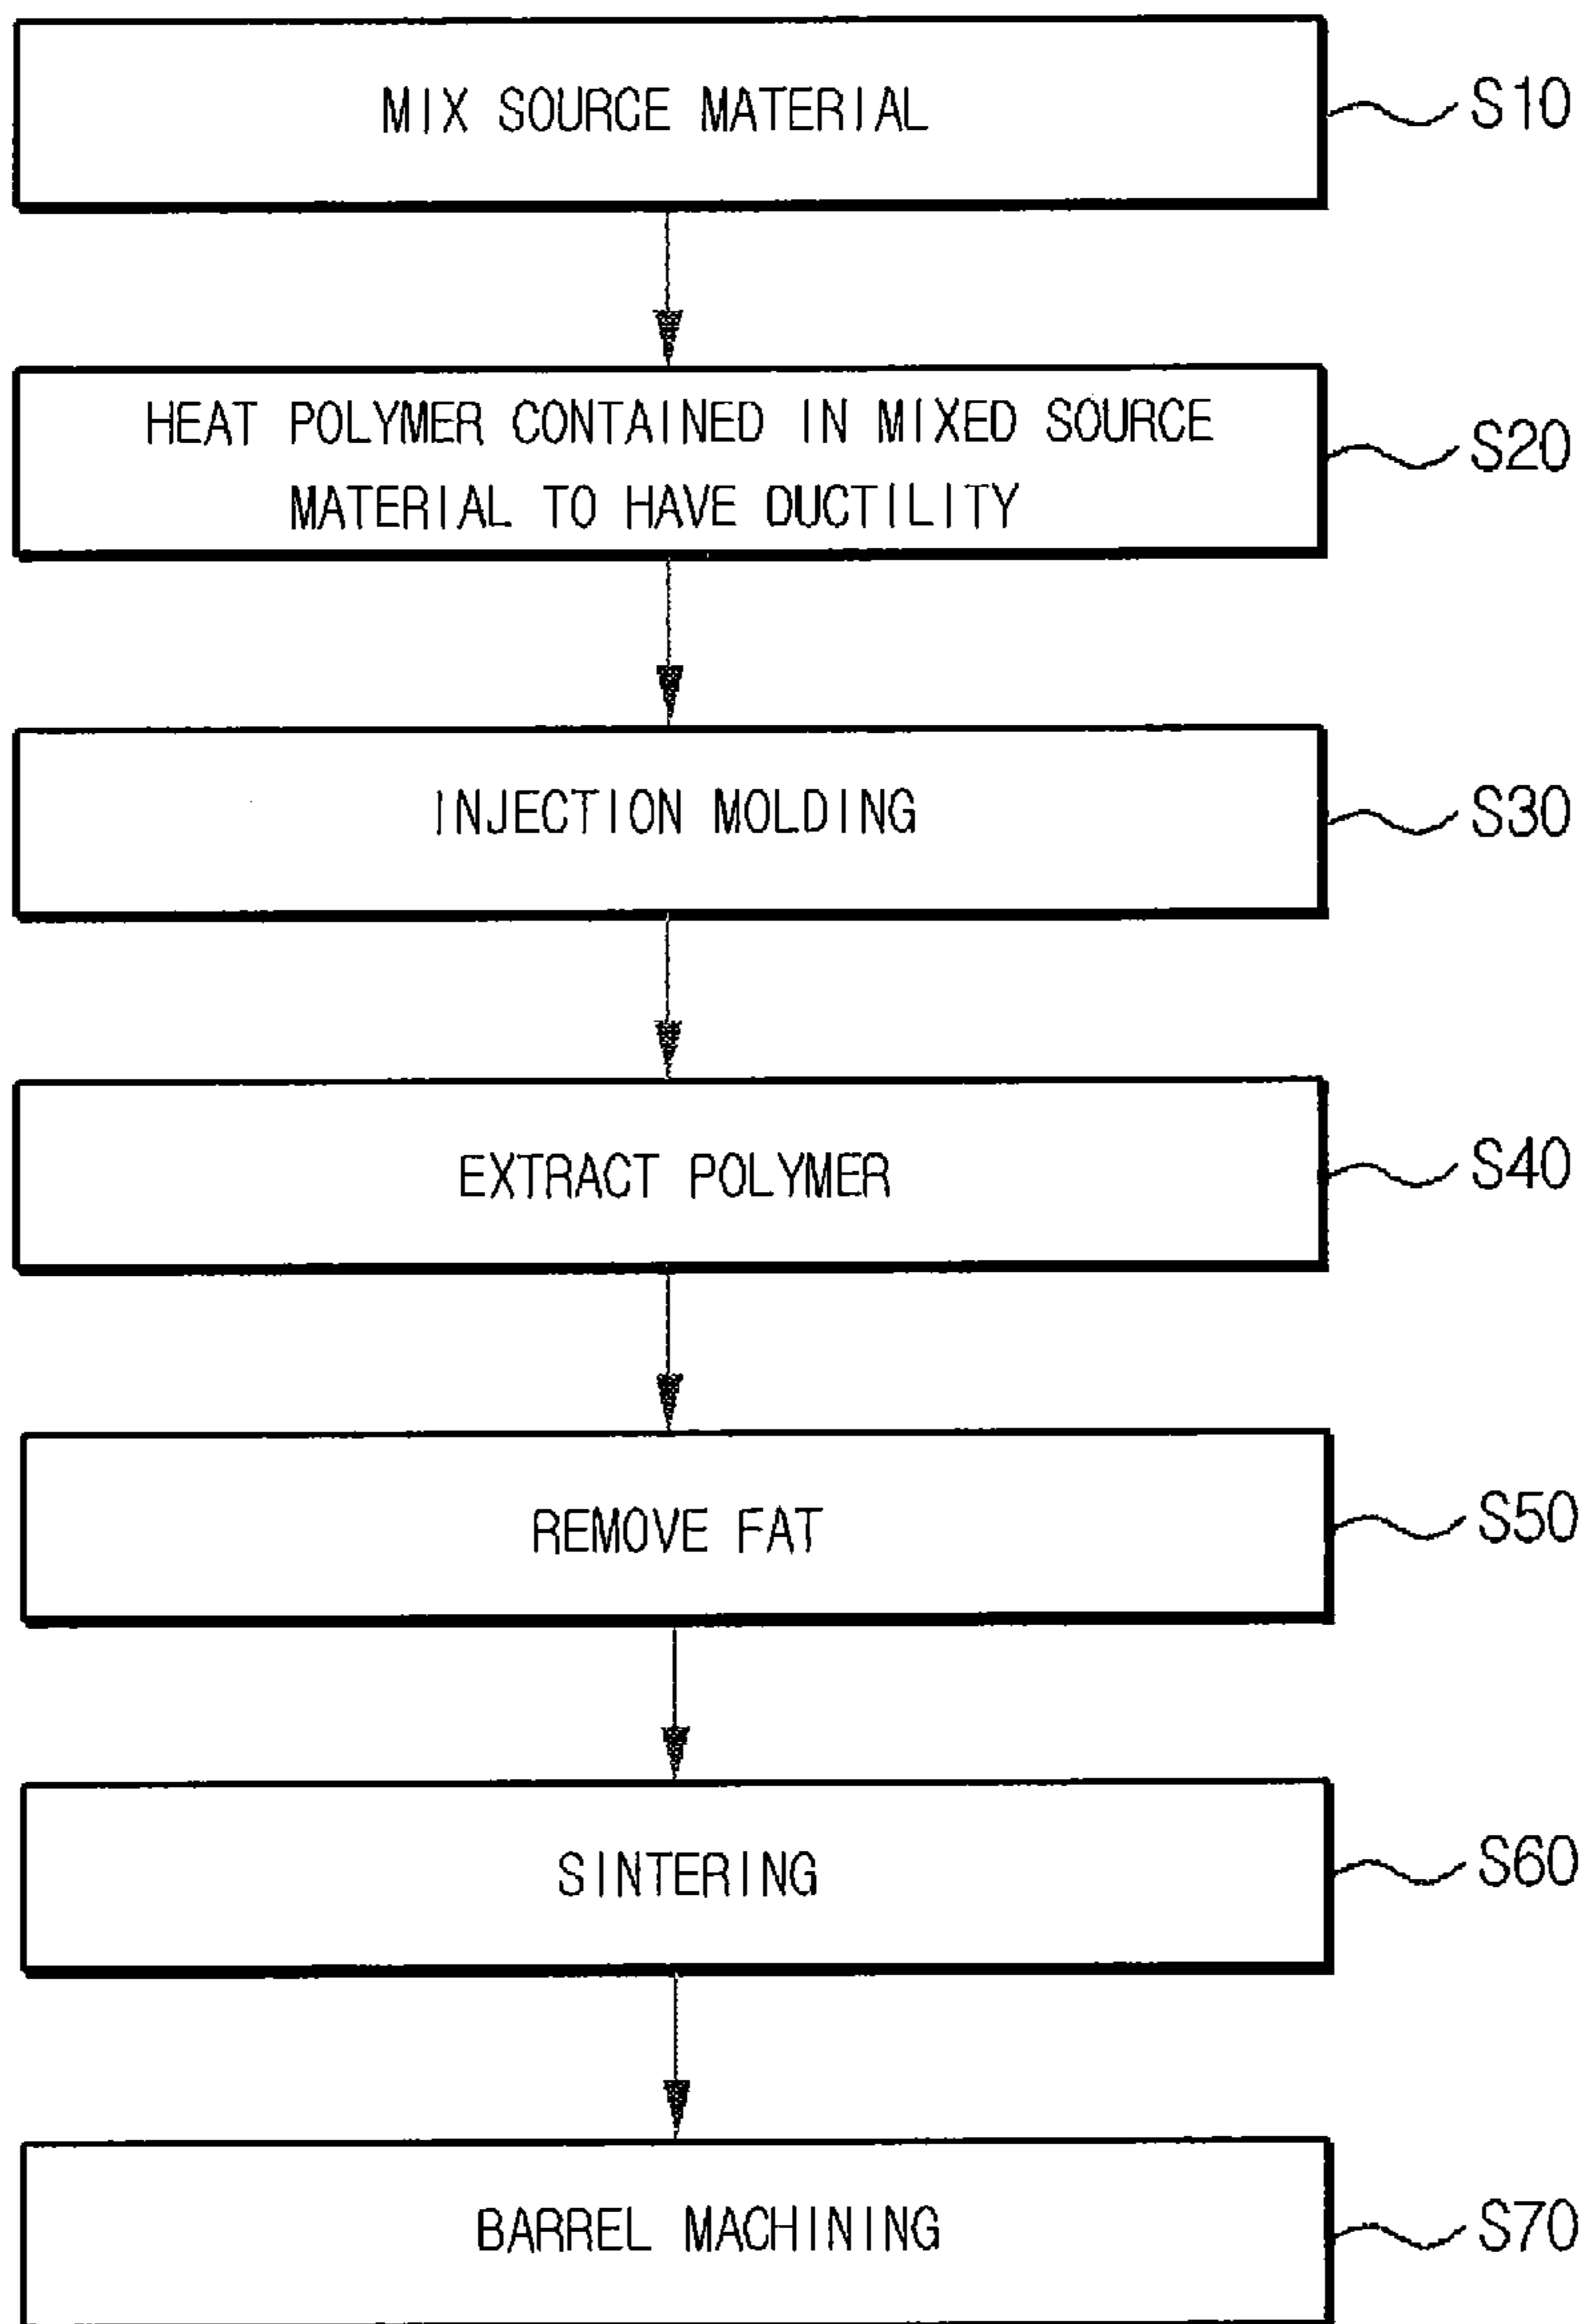 MIX SOURCE MATERIAL
S10
HEAT POLYMER CONTAINED IN MIXED SOURCE
MATERIAL TO HAVE DUCTILITY
S20
INJECTION MOLDING
S30
EXTRACT POLYMER
S40
REMOVE FAT
S50
SINTERING
S60
BARREL MACHINING
S70